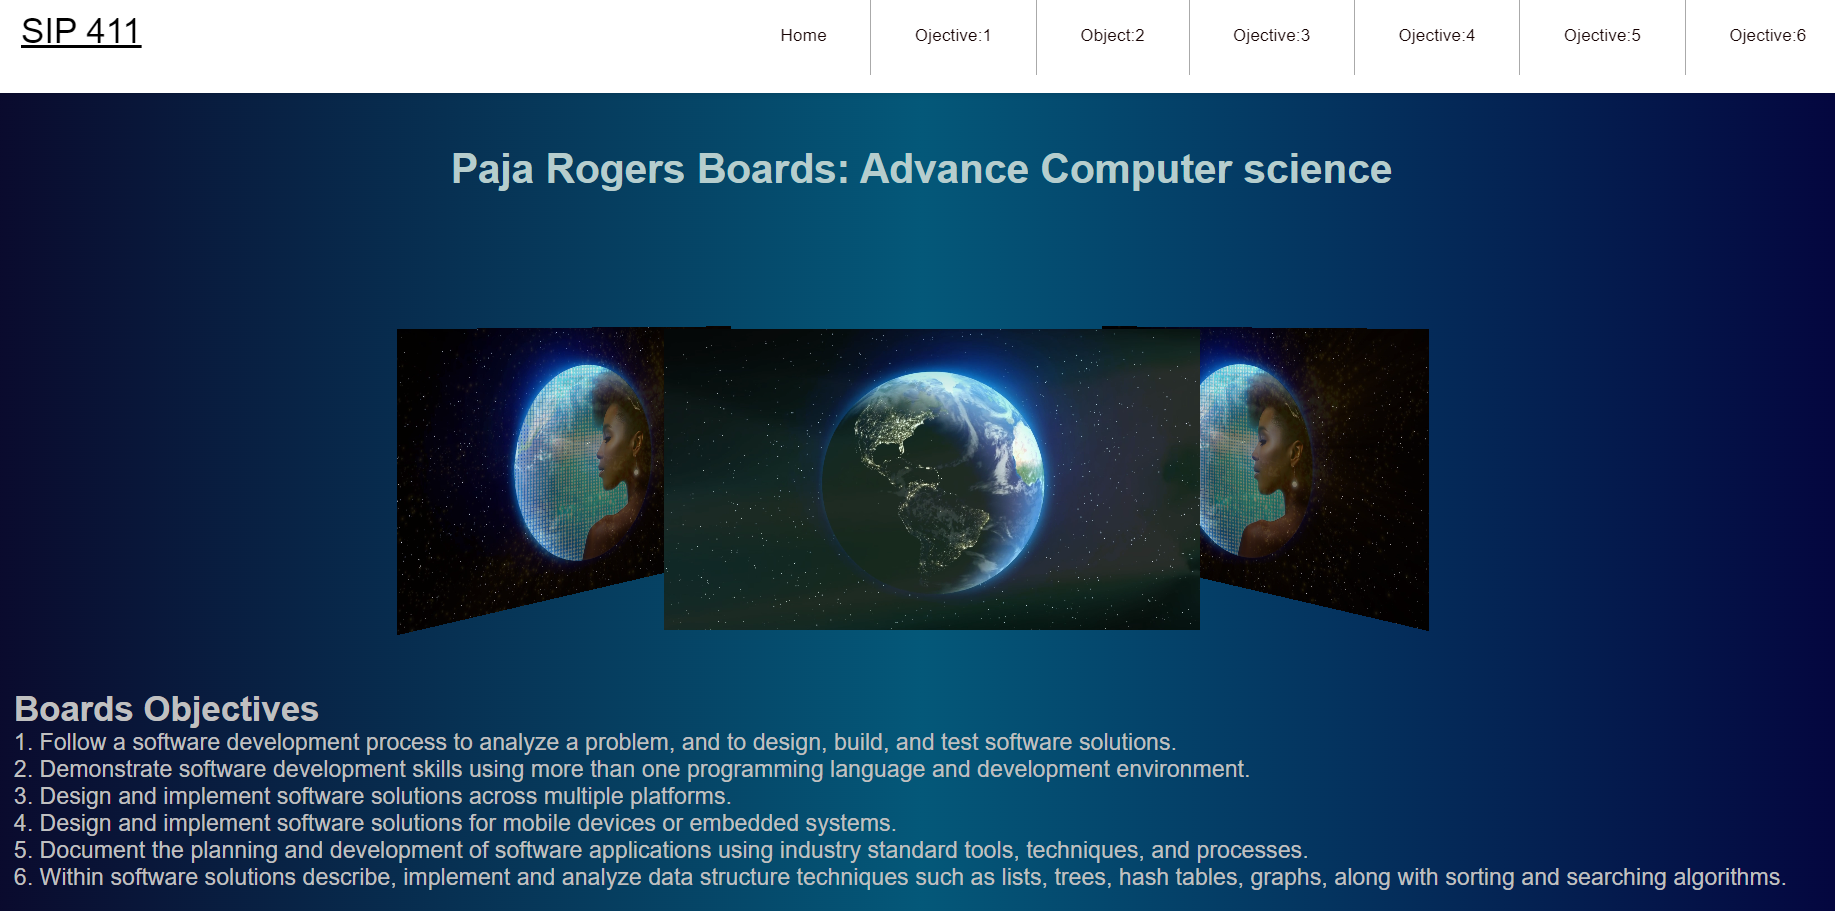 SIP 411
Home
Ojective:1
Object:2
Ojective:3
Ojective:4
Ojective:5
Ojective:6
Paja Rogers Boards: Advance Computer science
Boards Objectives
1. Follow a software development process to analyze a problem, and to design, build, and test software solutions.
2. Demonstrate software development skills using more than one programming language and development environment.
3. Design and implement software solutions across multiple platforms.
4. Design and implement software solutions for mobile devices or embedded systems.
5. Document the planning and development of software applications using industry standard tools, techniques, and processes.
6. Within software solutions describe, implement and analyze data structure techniques such as lists, trees, hash tables, graphs, along with sorting and searching algorithms.